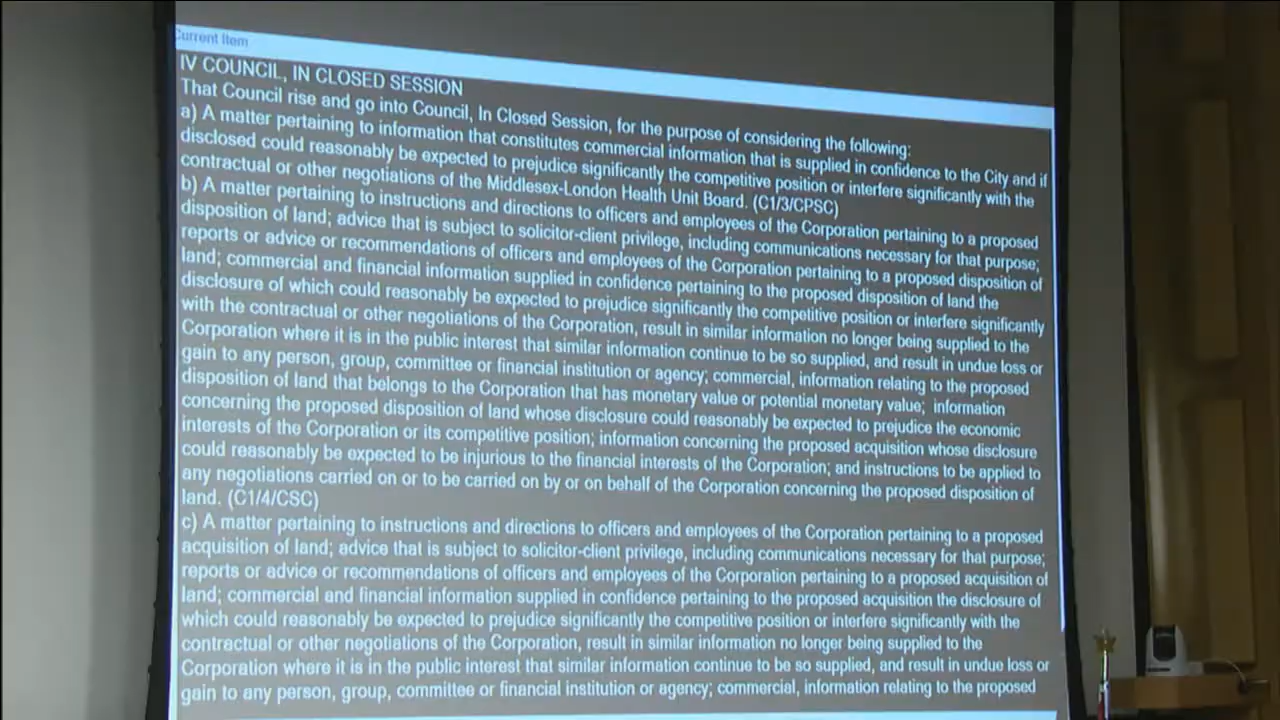 Current Item
IV COUNCIL, IN CLOSED SESSION
That Council rise and go into Council, In Closed Session, for the purpose of considering the following:
a) A matter pertaining to information that constitutes commercial information that is supplied in confidence to the City and if
disclosed could reasonably be expected to prejudice significantly the competitive position or interfere significantly with the
contractual or other negotiations of the Middlesex-London Health Unit Board. (C1/3/CPSC)
b) A matter pertaining to instructions and directions to officers and employees of the Corporation pertaining to a proposed
disposition of land; advice that is subject to solicitor-client privilege, including communications necessary for that purpose;
reports or advice or recommendations of officers and employees of the Corporation pertaining to a proposed disposition of
land; commercial and financial information supplied in confidence pertaining to the proposed disposition of land the
disclosure of which could reasonably be expected to prejudice significantly the competitive position or interfere significantly
with the contractual or other negotiations of the Corporation, result in similar information no longer being supplied to the
Corporation where it is in the public interest that similar information continue to be so supplied, and result in undue loss or
gain to any person, group, committee or financial institution or agency; commercial, information relating to the proposed
disposition of land that belongs to the Corporation that has monetary value or potential monetary value; information
concerning the proposed disposition of land whose disclosure could reasonably be expected to prejudice the economic
interests of the Corporation or its competitive position; information concerning the proposed acquisition whose disclosure
could reasonably be expected to be injurious to the financial interests of the Corporation; and instructions to be applied to
any negotiations carried on or to be carried on by or on behalf of the Corporation concerning the proposed disposition of
land. (C1/4/CSC)
c) A matter pertaining to instructions and directions to officers and employees of the Corporation pertaining to a proposed
acquisition of land; advice that is subject to solicitor-client privilege, including communications necessary for that purpose;
reports or advice or recommendations of officers and employees of the Corporation pertaining to a proposed acquisition of
land; commercial and financial information supplied in confidence pertaining to the proposed acquisition the disclosure of
which could reasonably be expected to prejudice significantly the competitive position or interfere significantly with the
contractual or other negotiations of the Corporation, result in similar information no longer being supplied to the
Corporation where it is in the public interest that similar information continue to be so supplied, and result in undue loss or
gain to any person, group, committee or financial institution or agency; commercial, information relating to the proposed